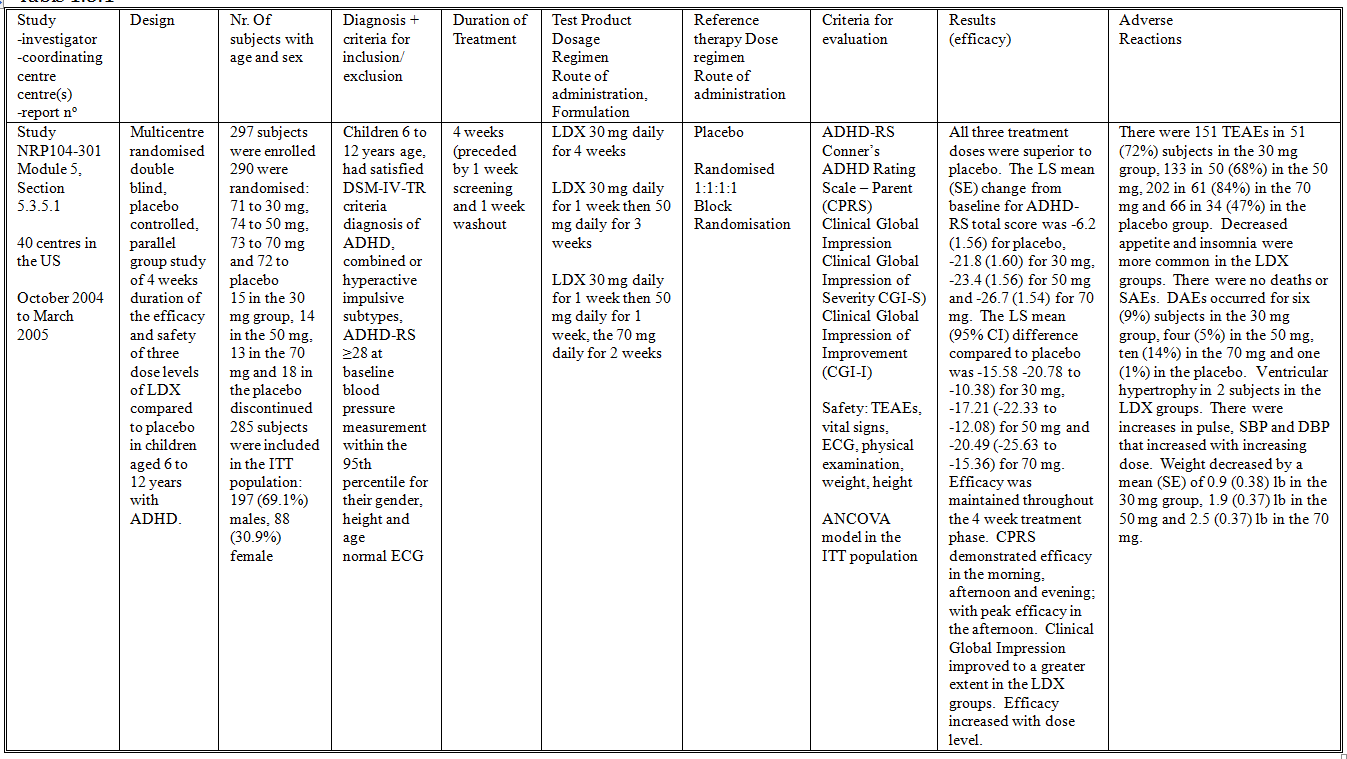 Study
-investigator
-coordinating
centre
centre(s)
-report nº
Design
Nr. Of
subjects with
age and sex
Diagnosis +
criteria for
inclusion/
exclusion
Duration of
Treatment
Test Product
Dosage
Regimen
Route of
administration,
Formulation
Reference
therapy Dose
regimen
Route of
administration
Criteria for
evaluation
Results
(efficacy)
Adverse
Reactions
Study
NRP104-301
Module 5,
Section
5.3.5.1
40 centres in
the US
October 2004
to March
2005
Multicentre
randomised
double
blind,
placebo
controlled,
parallel
group study
of 4 weeks
duration of
the efficacy
and safety
of three
dose levels
of LDX
compared
to placebo
in children
aged 6 to
12 years
with
ADHD.
297 subjects
were enrolled
290 were
randomised:
71 to 30 mg,
74 to 50 mg,
73 to 70 mg
and 72 to
placebo
15 in the 30
mg group, 14
in the 50 mg,
13 in the 70
mg and 18 in
the placebo
discontinued
285 subjects
were included
in the ITT
population:
197 (69.1%)
males, 88
(30.9%)
female
Children 6 to
12 years age,
had satisfied
DSM-IV-TR
criteria
diagnosis of
ADHD,
combined or
hyperactive
impulsive
subtypes,
ADHD-RS
≥28 at
baseline
blood
pressure
measurement
within the
95th
percentile for
their gender,
height and
age
normal ECG
4 weeks
(preceded
by 1 week
screening
and 1 week
washout
LDX 30 mg daily
for 4 weeks
LDX 30 mg daily
for 1 week then 50
mg daily for 3
weeks
LDX 30 mg daily
for 1 week then 50
mg daily for 1
week, the 70 mg
daily for 2 weeks
Placebo
Randomised
1:1:1:1
Block
Randomisation
ADHD-RS
Conner's
ADHD Rating
Scale – Parent
(CPRS)
Clinical Global
Impression
Clinical Global
Impression of
Severity CGI-S)
Clinical Global
Impression of
Improvement
(CGI-I)
Safety: TEAEs,
vital signs,
ECG, physical
examination,
weight, height
ANCOVA
model in the
ITT population
All three treatment
doses were superior to
placebo. The LS mean
(SE) change from
baseline for ADHD-
RS total score was -6.2
(1.56) for placebo,
-21.8 (1.60) for 30 mg,
-23.4 (1.56) for 50 mg
and -26.7 (1.54) for 70
mg. The LS mean
(95% CI) difference
compared to placebo
was -15.58 -20.78 to
-10.38) for 30 mg,
-17.21 (-22.33 to
-12.08) for 50 mg and
-20.49 (-25.63 to
-15.36) for 70 mg.
Efficacy was
maintained throughout
the 4 week treatment
phase. CPRS
demonstrated efficacy
in the morning,
afternoon and evening;
with peak efficacy in
the afternoon. Clinical
Global Impression
improved to a greater
extent in the LDX
groups. Efficacy
increased with dose
level.
There were 151 TEAEs in 51
(72%) subjects in the 30 mg
group, 133 in 50 (68%) in the 50
mg, 202 in 61 (84%) in the 70
mg and 66 in 34 (47%) in the
placebo group. Decreased
appetite and insomnia were
more common in the LDX
groups. There were no deaths or
SAEs. DAEs occurred for six
(9%) subjects in the 30 mg
group, four (5%) in the 50 mg,
ten (14%) in the 70 mg and one
(1%) in the placebo. Ventricular
hypertrophy in 2 subjects in the
LDX groups. There were
increases in pulse, SBP and DBP
that increased with increasing
dose. Weight decreased by a
mean (SE) of 0.9 (0.38) lb in the
30 mg group, 1.9 (0.37) lb in the
50 mg and 2.5 (0.37) lb in the 70
mg.